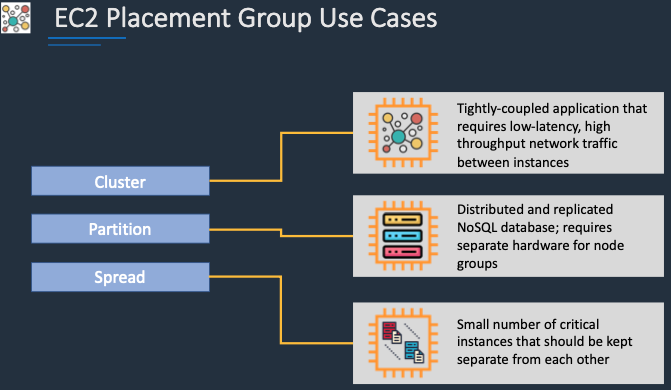 EC2 Placement Group Use Cases
Cluster
Partition
Spread
Tightly-coupled application that
requires low-latency, high
throughput network traffic
between instances
Distributed and replicated
NoSQL database; requires
separate hardware for node
groups
Small number of critical
instances that should be kept
separate from each other